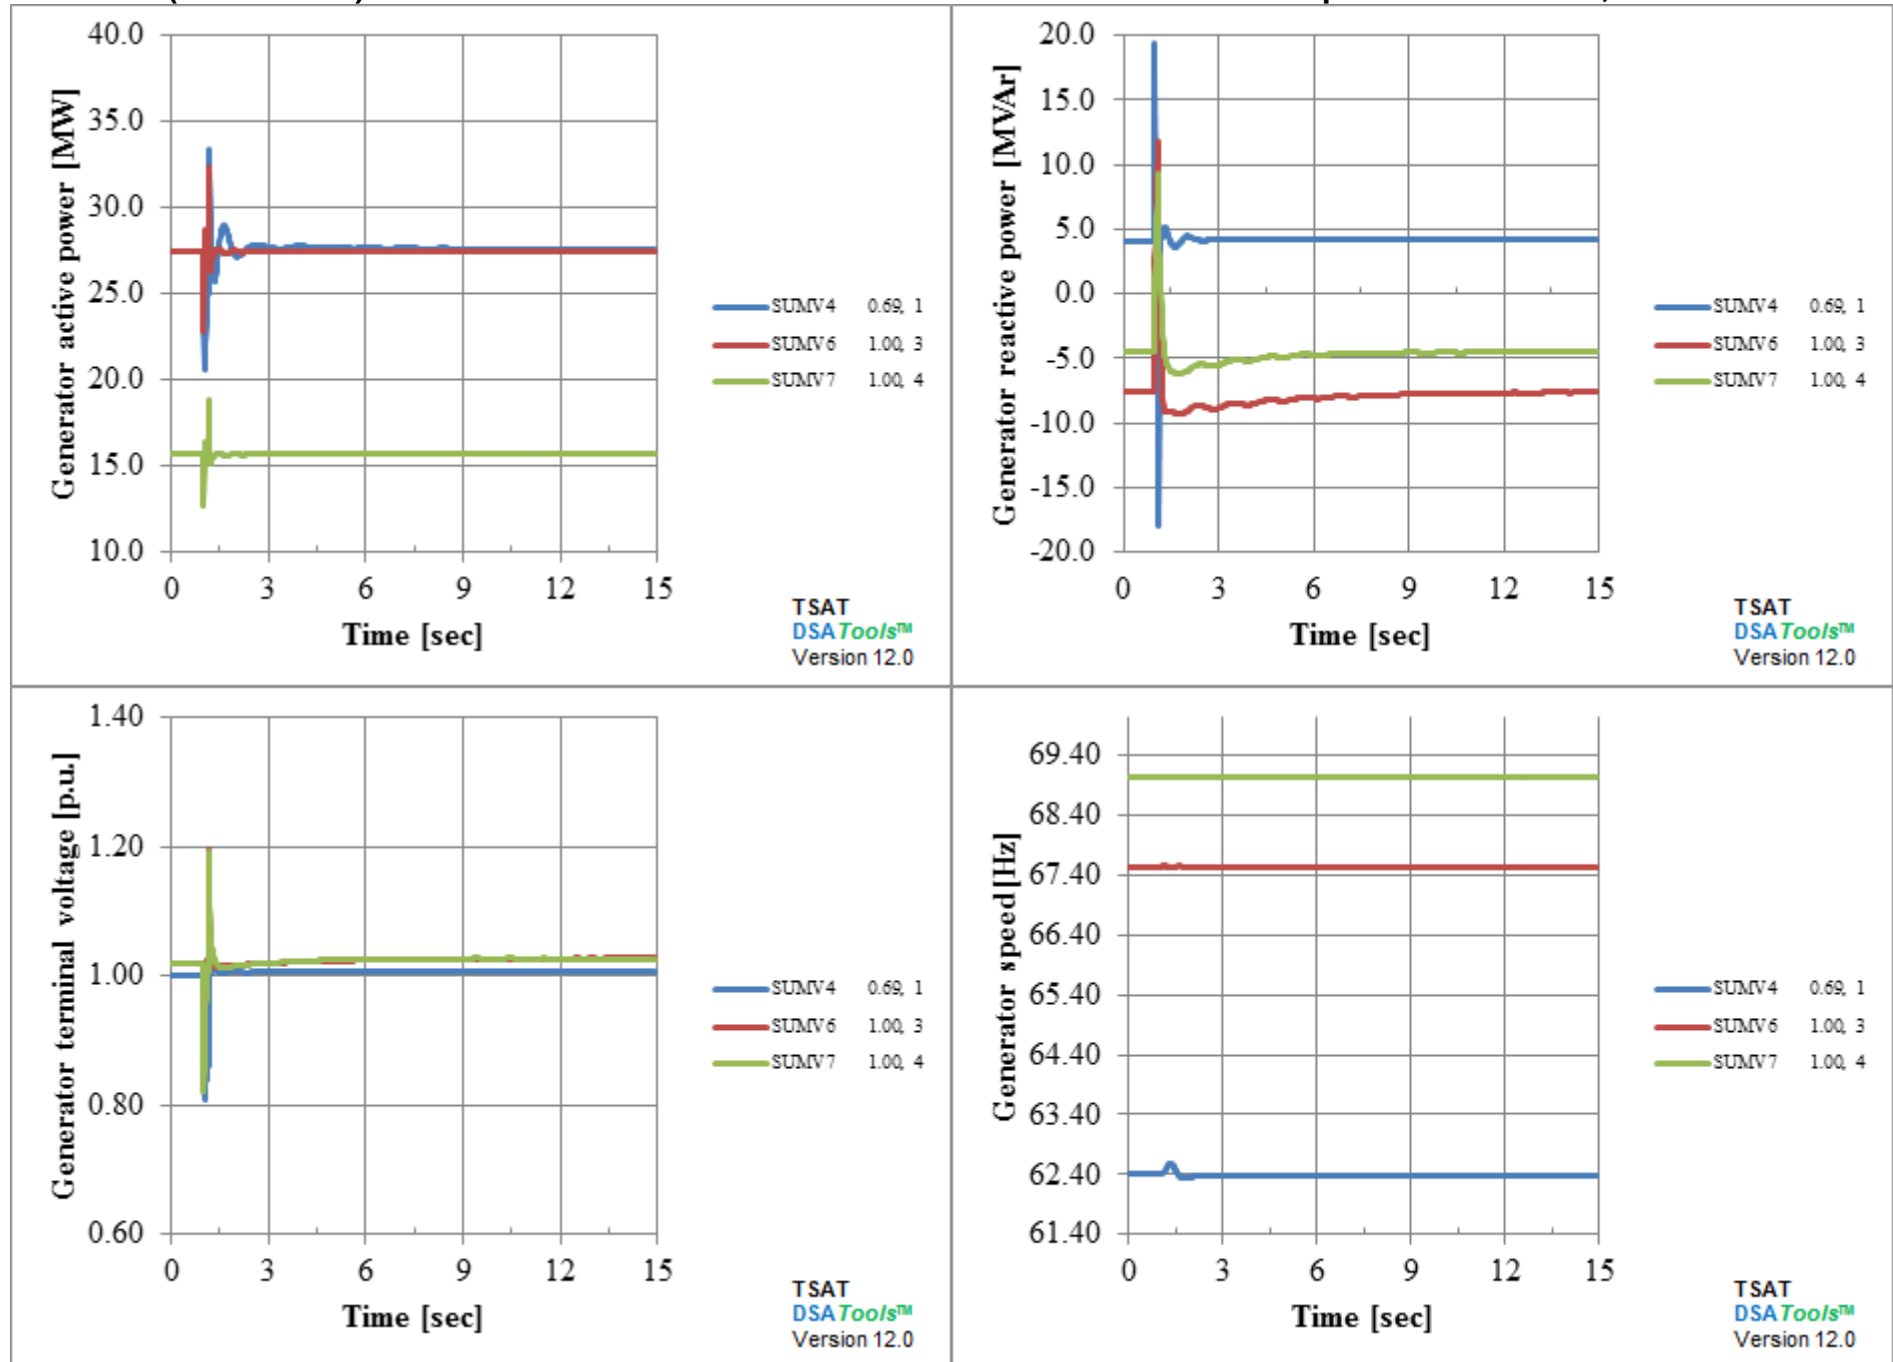 Generator active power [MW]
40.0
35.0
30.0
25.0
20.0
15.0
10.0
0 3 6 9 12 15
Time [sec]
SUMV4 0.69, 1
SUMV6 1.00, 3
SUMV7 1.00, 4
TSAT
DSATools™
Version 12.0
Generator reactive power [MVAr]
20.0
15.0
10.0
5.0
0.0
-5.0
-10.0
-15.0
-20.0
0 3 6 9 12 15
Time [sec]
SUMV4 0.69, 1
SUMV6 1.00, 3
SUMV7 1.00, 4
TSAT
DSATools™
Version 12.0
Generator terminal voltage [p.u.]
1.40
1.20
1.00
0.80
0.60
0 3 6 9 12 15
Time [sec]
SUMV4 0.69, 1
SUMV6 1.00, 3
SUMV7 1.00, 4
TSAT
DSATools™
Version 12.0
Generator speed[Hz]
69.40
68.40
67.40
66.40
65.40
64.40
63.40
62.40
61.40
0 3 6 9 12 15
Time [sec]
SUMV4 0.69, 1
SUMV6 1.00, 3
SUMV7 1.00, 4
TSAT
DSATools™
Version 12.0